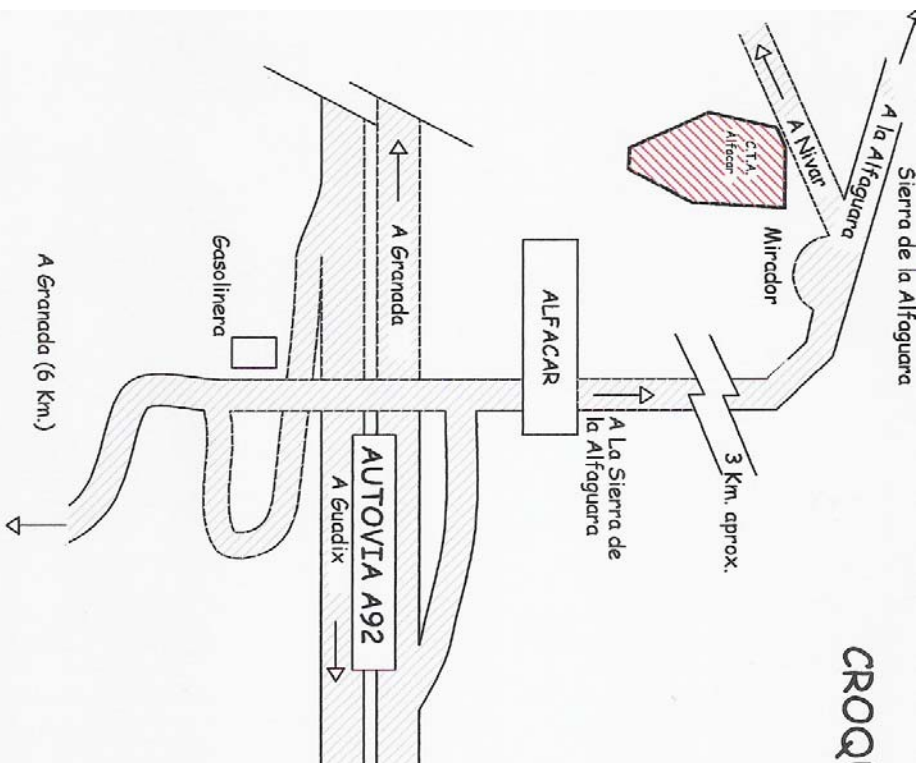 CROQU
Sierra de la Alfaguara
A la Alfaguara
A Nivar
C.T.A.
Alfacar
Mirador
3 Km. aprox.
A La Sierra de
la Alfaguara
ALFACAR
A Granada
AUTOVIA A92
A Guadix
Gasolinera
A Granada (6 Km.)